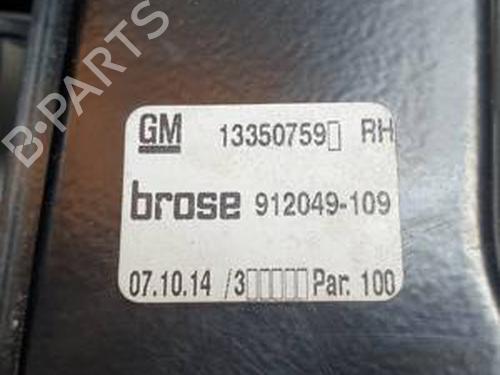 B-PARTS
GM 13350759▯ RH
brose 912049-109
07.10.14 /3▯▯▯▯▯ Par. 100